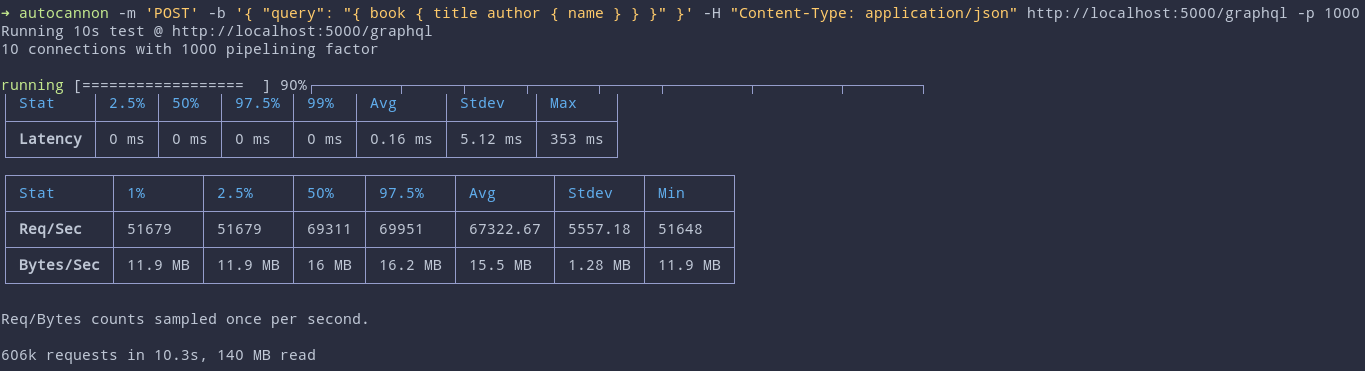 ➜ autocannon -m 'POST' -b '{ "query": "{ book { title author { name } } }" }' -H "Content-Type: application/json" http://localhost:5000/graphql -p 1000
Running 10s test @ http://localhost:5000/graphql
10 connections with 1000 pipelining factor
running [================== ] 90%
Stat 2.5% 50% 97.5% 99% Avg Stdev Max
Latency 0 ms 0 ms 0 ms 0 ms 0.16 ms 5.12 ms 353 ms
Stat 1% 2.5% 50% 97.5% Avg Stdev Min
Req/Sec 51679 51679 69311 69951 67322.67 5557.18 51648
Bytes/Sec 11.9 MB 11.9 MB 16 MB 16.2 MB 15.5 MB 1.28 MB 11.9 MB
Req/Bytes counts sampled once per second.
606k requests in 10.3s, 140 MB read